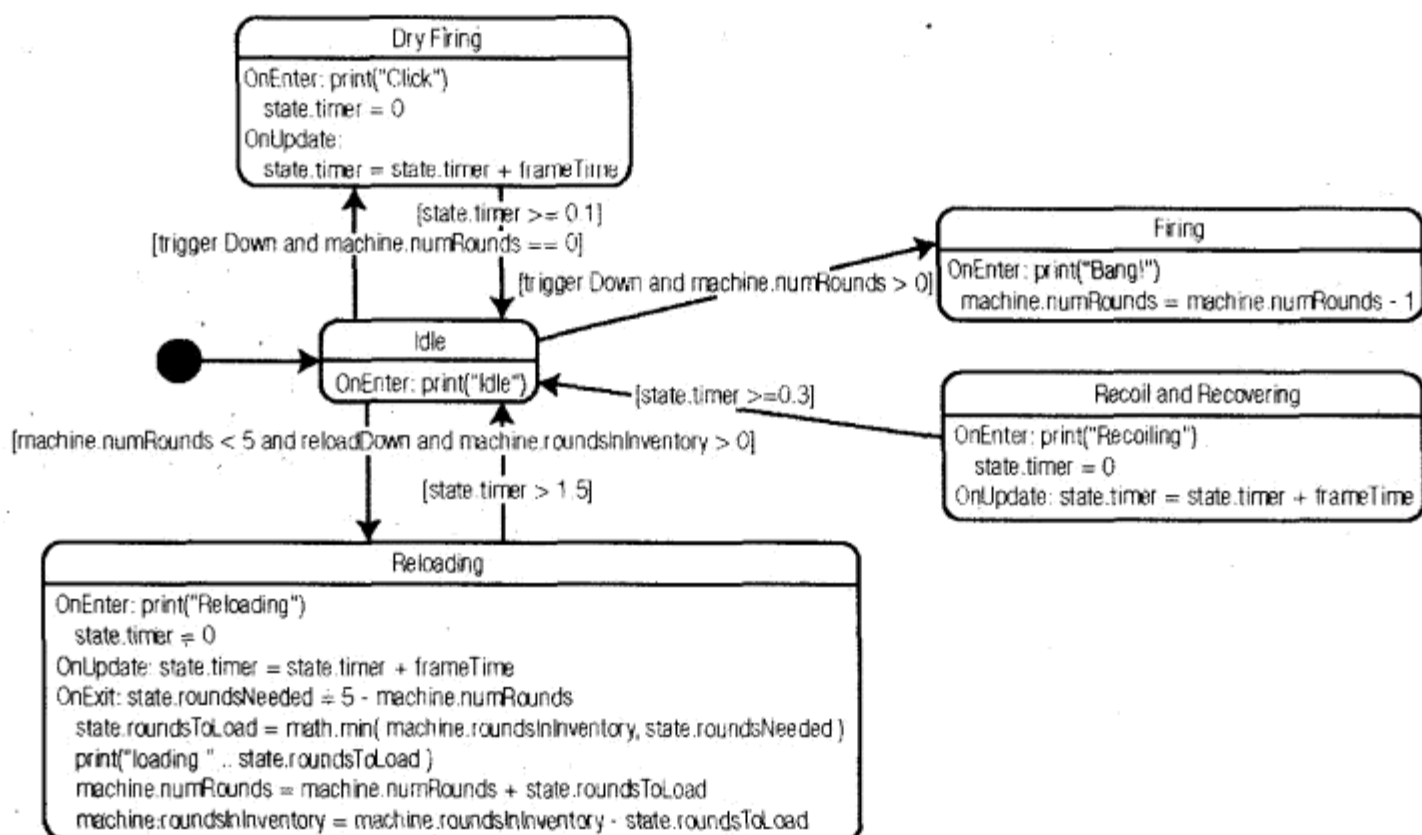 Dry Firing
OnEnter: print("Click")
state.timer = 0
OnUpdate:
state.timer = state.timer + frameTime
[state.timer >= 0.1]
[trigger Down and machine.numRounds == 0]
[trigger Down and machine.numRounds > 0]
Firing
OnEnter: print("Bang!")
machine.numRounds = machine.numRounds - 1
Idle
OnEnter: print("Idle")
[state.timer >=0.3]
Recoil and Recovering
OnEnter: print("Recoiling")
state.timer = 0
OnUpdate: state.timer = state.timer + frameTime
[machine.numRounds < 5 and reloadDown and machine.roundsInInventory > 0]
[state.timer > 1.5]
Reloading
OnEnter: print("Reloading")
state.timer = 0
OnUpdate: state.timer = state.timer + frameTime
OnExit: state.roundsNeeded = 5 - machine.numRounds
state.roundsToLoad = math.min( machine.roundsInInventory, state.roundsNeeded )
print("loading " .. state.roundsToLoad )
machine.numRounds = machine.numRounds + state.roundsToLoad
machine.roundsInInventory = machine.roundsInInventory - state.roundsToLoad